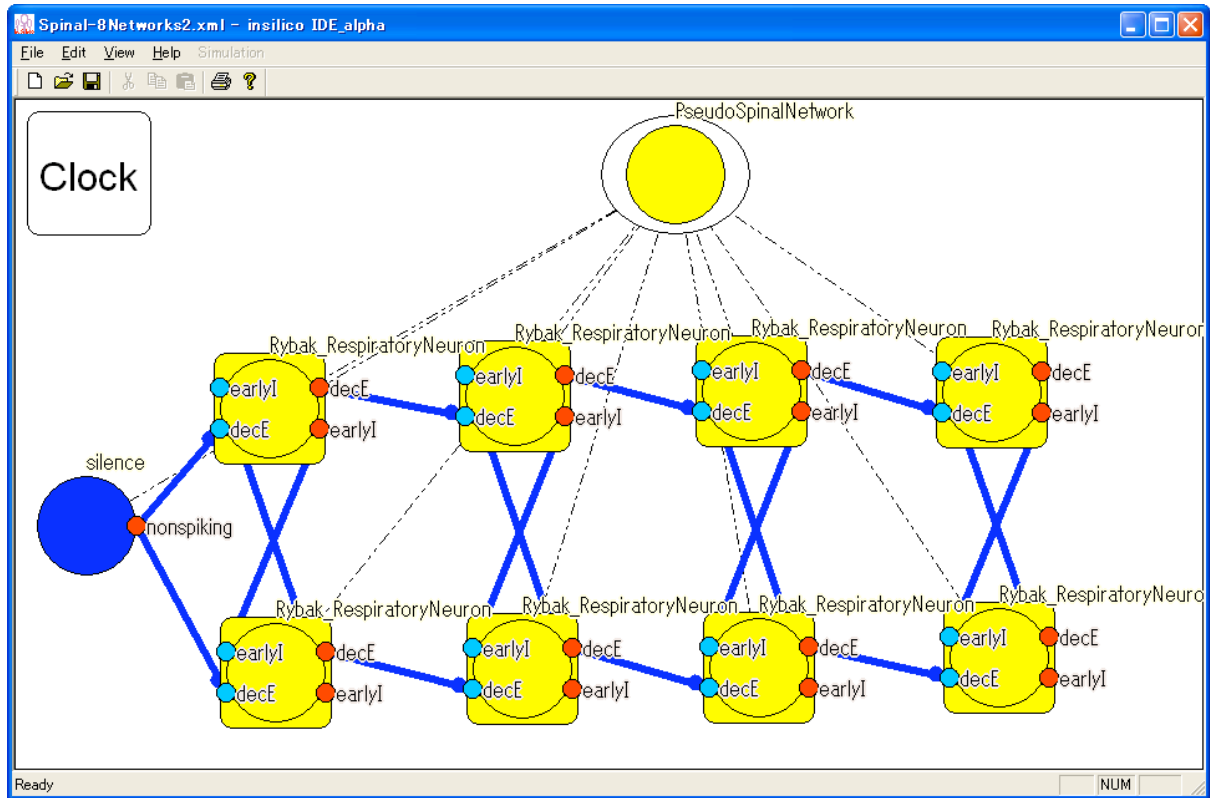 Spinal-8Networks2.xml - insilico IDE_alpha
File Edit View Help Simulation
Clock
PseudoSpinalNetwork
Rybak_RespiratoryNeuron
Rybak_RespiratoryNeuron
Rybak_RespiratoryNeuron
Rybak_RespiratoryNeuror
earlyI
decE
decE
earlyI
earlyI
decE
decE
earlyI
earlyI
decE
decE
earlyI
earlyI
decE
decE
earlyI
silence
nonspiking
Rybak_RespiratoryNeuron
Rybak_RespiratoryNeuron
Rybak_RespiratoryNeuron
Rybak_RespiratoryNeuro
earlyI
decE
decE
earlyI
earlyI
decE
decE
earlyI
earlyI
decE
decE
earlyI
earlyI
decE
decE
earlyI
Ready
NUM